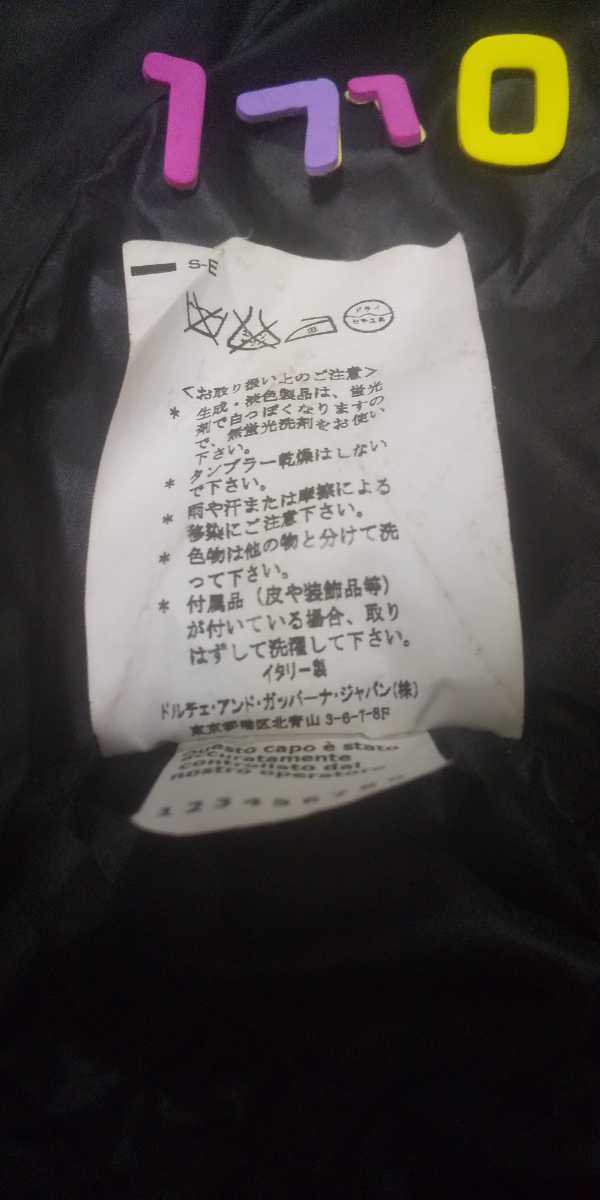 1770
S-E
ドライ
セキユ系
<お取り扱い上のご注意>
* 生成・淡色製品は、蛍光
剤で白っぽくなりますの
で、無蛍光洗剤をお使い
下さい。
* タンブラー乾燥はしない
で下さい。
* 雨や汗または摩擦による
移染にご注意下さい。
* 色物は他の物と分けて洗
って下さい。
* 付属品(皮や装飾品等)
が付いている場合、取り
はずして洗濯して下さい。
イタリー製
ドルチェ・アンド・ガッバーナ・ジャパン(株)
東京都港区北青山 3-6-7-8F
Questo capo è stato
accuratamente
controllato dal
nostro operatore
1 2 3 4 5 6 7 8